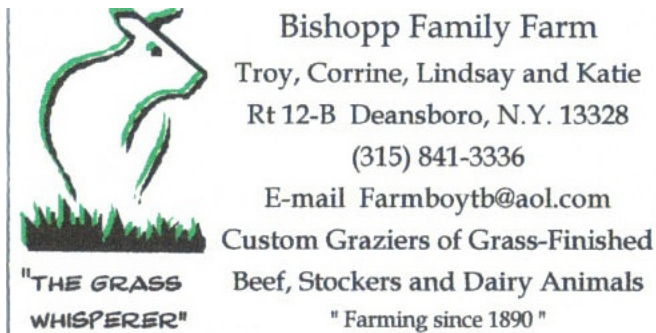 Bishopp Family Farm
Troy, Corrine, Lindsay and Katie
Rt 12-B Deansboro, N.Y. 13328
(315) 841-3336
E-mail Farmboytb@aol.com
Custom Graziers of Grass-Finished
Beef, Stockers and Dairy Animals
" Farming since 1890 "
"THE GRASS
WHISPERER"